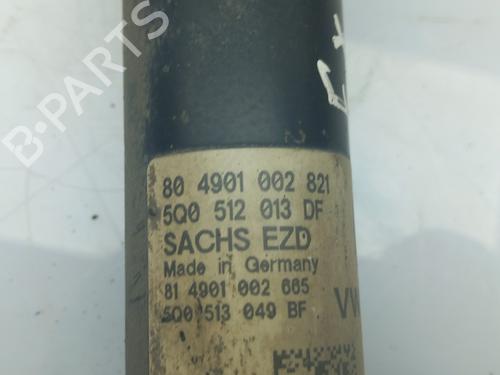 B-PARTS
80 4901 002 821
5Q0 512 013 DF
SACHS EZD
Made in Germany
81 4901 002 665
5Q0 513 049 BF